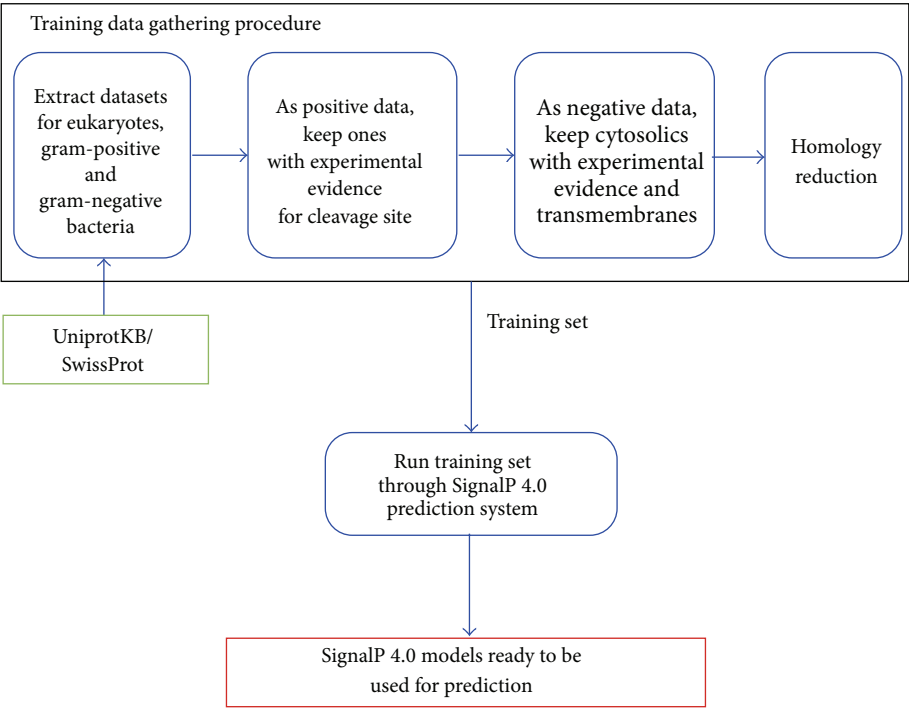 Training data gathering procedure
Extract datasets
for eukaryotes,
gram-positive
and
gram-negative
bacteria
As positive data,
keep ones
with experimental
evidence
for cleavage site
As negative data,
keep cytosolics
with experimental
evidence and
transmembranes
Homology
reduction
UniprotKB/
SwissProt
Training set
Run training set
through SignalP 4.0
prediction system
SignalP 4.0 models ready to be
used for prediction